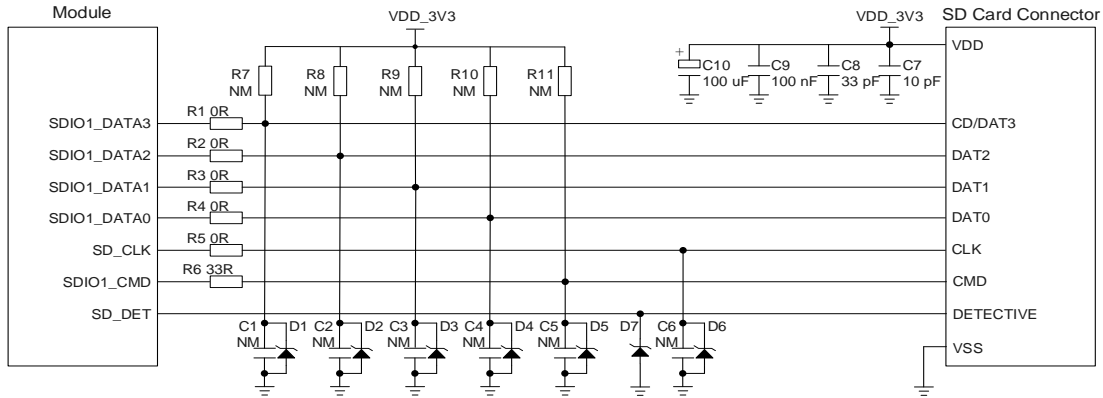 Module
VDD_3V3
VDD_3V3
SD Card Connector
VDD
R7
NM
R8
NM
R9
NM
R10
NM
R11
NM
C10
100 uF
C9
100 nF
C8
33 pF
C7
10 pF
SDIO1_DATA3
R1 0R
CD/DAT3
SDIO1_DATA2
R2 0R
DAT2
SDIO1_DATA1
R3 0R
DAT1
SDIO1_DATA0
R4 0R
DAT0
SD_CLK
R5 0R
CLK
SDIO1_CMD
R6 33R
CMD
SD_DET
DETECTIVE
C1
NM
D1
C2
NM
D2
C3
NM
D3
C4
NM
D4
C5
NM
D5
D7
C6
NM
D6
VSS
+